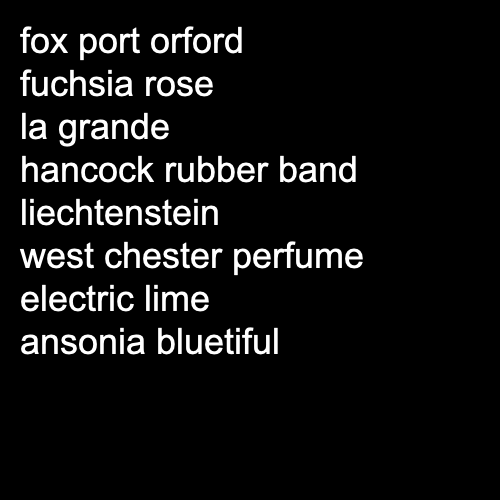 fox port orford
fuchsia rose
la grande
hancock rubber band
liechtenstein
west chester perfume
electric lime
ansonia bluetiful